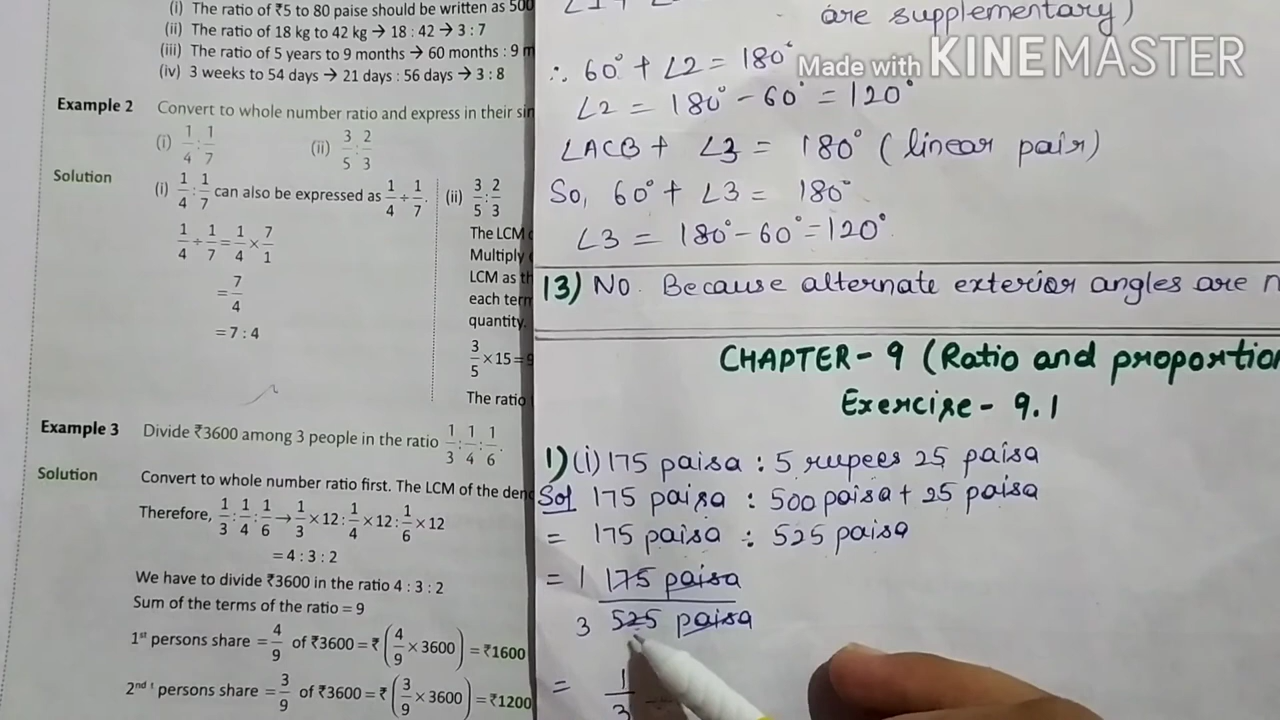 (i) The ratio of ₹5 to 80 paise should be written as 500
(ii) The ratio of 18 kg to 42 kg → 18 : 42 → 3 : 7
(iii) The ratio of 5 years to 9 months → 60 months : 9 m
(iv) 3 weeks to 54 days → 21 days : 56 days → 3 : 8
Example 2 Convert to whole number ratio and express in their sim
(i) 1/4 : 1/7 (ii) 3/5 : 2/3
Solution
(i) 1/4 : 1/7 can also be expressed as 1/4 ÷ 1/7.
1/4 ÷ 1/7 = 1/4 × 7/1
= 7/4
= 7 : 4
(ii) 3/5 : 2/3
The LCM
Multiply
LCM as th
each term
quantity.
3/5 × 15 = 9
The ratio
Example 3 Divide ₹3600 among 3 people in the ratio 1/3 : 1/4 : 1/6.
Solution Convert to whole number ratio first. The LCM of the den
Therefore, 1/3 : 1/4 : 1/6 → 1/3 × 12 : 1/4 × 12 : 1/6 × 12
= 4 : 3 : 2
We have to divide ₹3600 in the ratio 4 : 3 : 2
Sum of the terms of the ratio = 9
1st persons share = 4/9 of ₹3600 = ₹ (4/9 × 3600) = ₹1600
2nd persons share = 3/9 of ₹3600 = ₹ (3/9 × 3600) = ₹1200
are supplementary)
Made with KINEMASTER
∴ 60° + ∠2 = 180°
∠2 = 180° - 60° = 120°
∠ACB + ∠3 = 180° (linear pair)
So, 60° + ∠3 = 180°
∠3 = 180° - 60° = 120°
13) No. Because alternate exterior angles are n
CHAPTER - 9 (Ratio and proportion
Exercise - 9.1
1) (i) 175 paisa : 5 rupees 25 paisa
Sol 175 paisa : 500 paisa + 25 paisa
= 175 paisa : 525 paisa
= 1 175 paisa
3 525 paisa
= 1/3